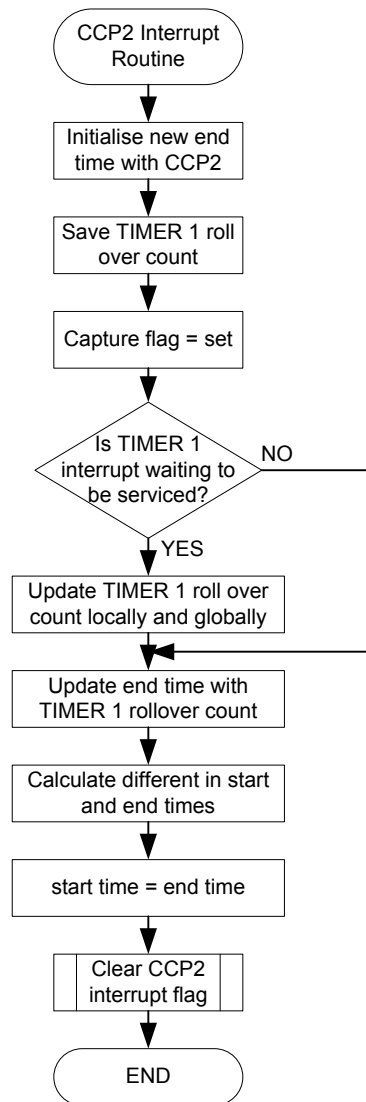 CCP2 Interrupt
Routine
Initialise new end
time with CCP2
Save TIMER 1 roll
over count
Capture flag = set
Is TIMER 1
interrupt waiting to
be serviced?
NO
YES
Update TIMER 1 roll over
count locally and globally
Update end time with
TIMER 1 rollover count
Calculate different in start
and end times
start time = end time
Clear CCP2
interrupt flag
END